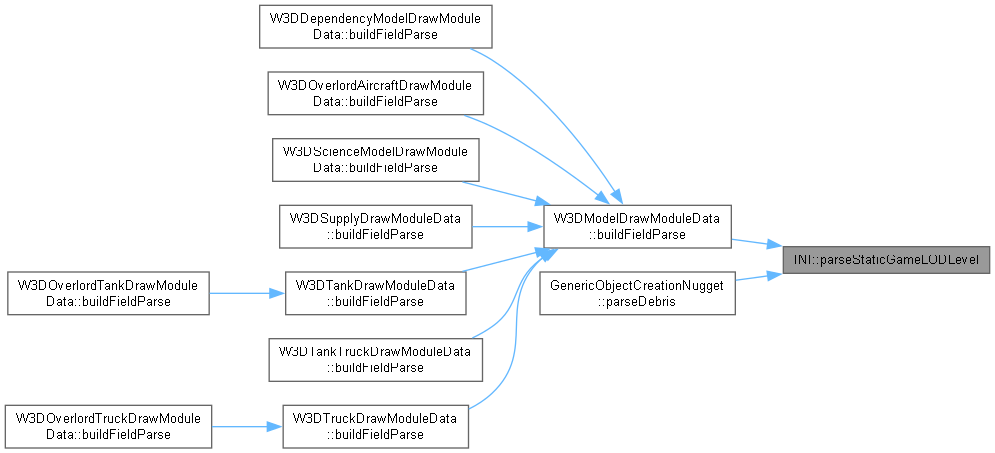 W3DDependencyModelDrawModule
Data::buildFieldParse
W3DOverlordAircraftDrawModule
Data::buildFieldParse
W3DScienceModelDrawModule
Data::buildFieldParse
W3DSupplyDrawModuleData
::buildFieldParse
W3DModelDrawModuleData
::buildFieldParse
INI::parseStaticGameLODLevel
W3DOverlordTankDrawModule
Data::buildFieldParse
W3DTankDrawModuleData
::buildFieldParse
GenericObjectCreationNugget
::parseDebris
W3DTankTruckDrawModuleData
::buildFieldParse
W3DOverlordTruckDrawModule
Data::buildFieldParse
W3DTruckDrawModuleData
::buildFieldParse